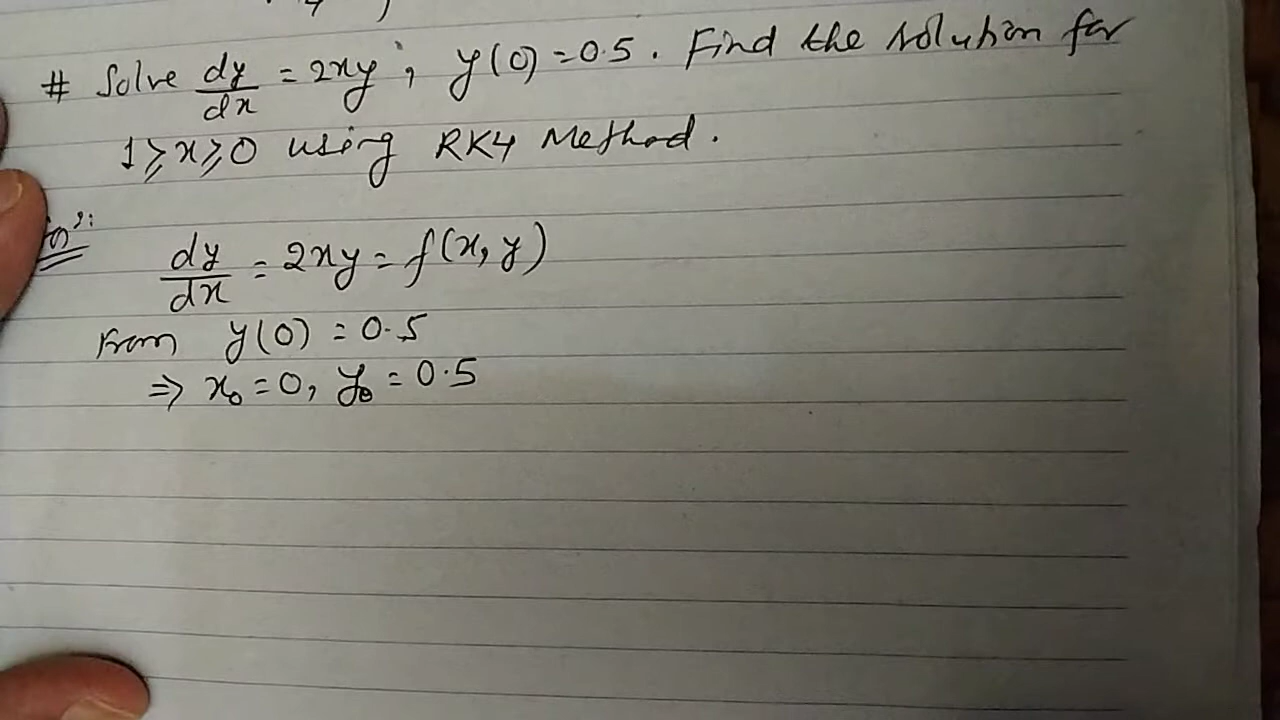 # Solve dy/dx = 2xy, y(0) = 0.5. Find the solution for
1 ≥ x ≥ 0 using RK4 Method.
dy/dx = 2xy = f(x, y)
From y(0) = 0.5
⇒ x₀ = 0, y₀ = 0.5